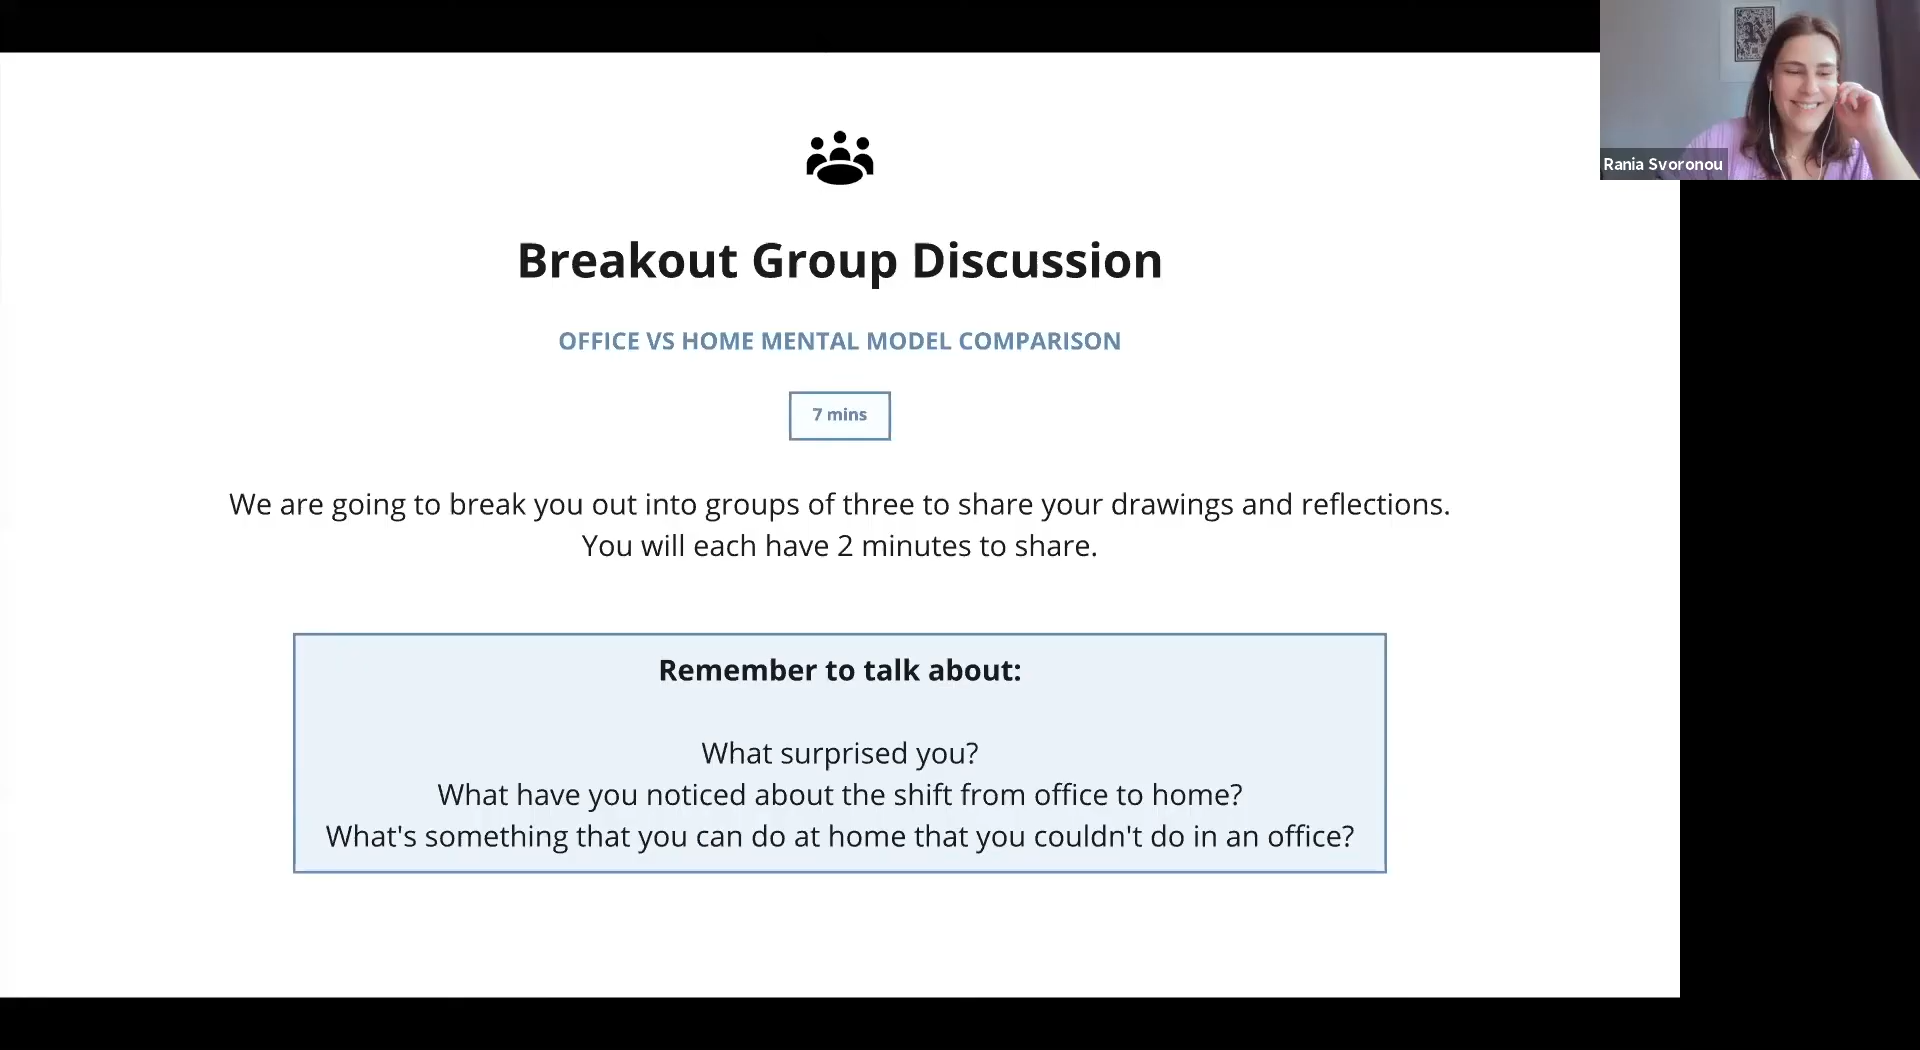 Rania Svoronou
Breakout Group Discussion
OFFICE VS HOME MENTAL MODEL COMPARISON
7 mins
We are going to break you out into groups of three to share your drawings and reflections.
You will each have 2 minutes to share.
Remember to talk about:
What surprised you?
What have you noticed about the shift from office to home?
What's something that you can do at home that you couldn't do in an office?